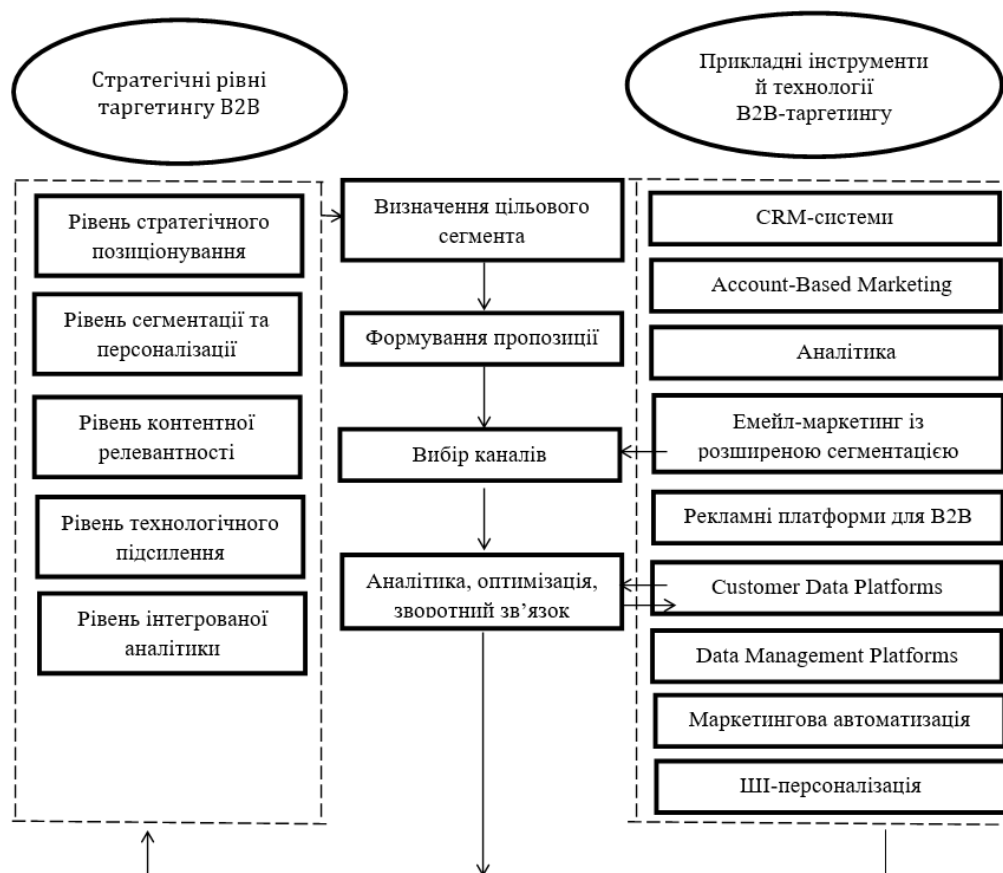 Стратегічні рівні
таргетингу B2B
Прикладні інструменти
й технології
B2B-таргетингу
Рівень стратегічного
позиціонування
Рівень сегментації та
персоналізації
Рівень контентної
релевантності
Рівень технологічного
підсилення
Рівень інтегрованої
аналітики
Визначення цільового
сегмента
Формування пропозиції
Вибір каналів
Аналітика, оптимізація,
зворотний зв’язок
CRM-системи
Account-Based Marketing
Аналітика
Емейл-маркетинг із
розширеною сегментацією
Рекламні платформи для B2B
Customer Data Platforms
Data Management Platforms
Маркетингова автоматизація
ШІ-персоналізація